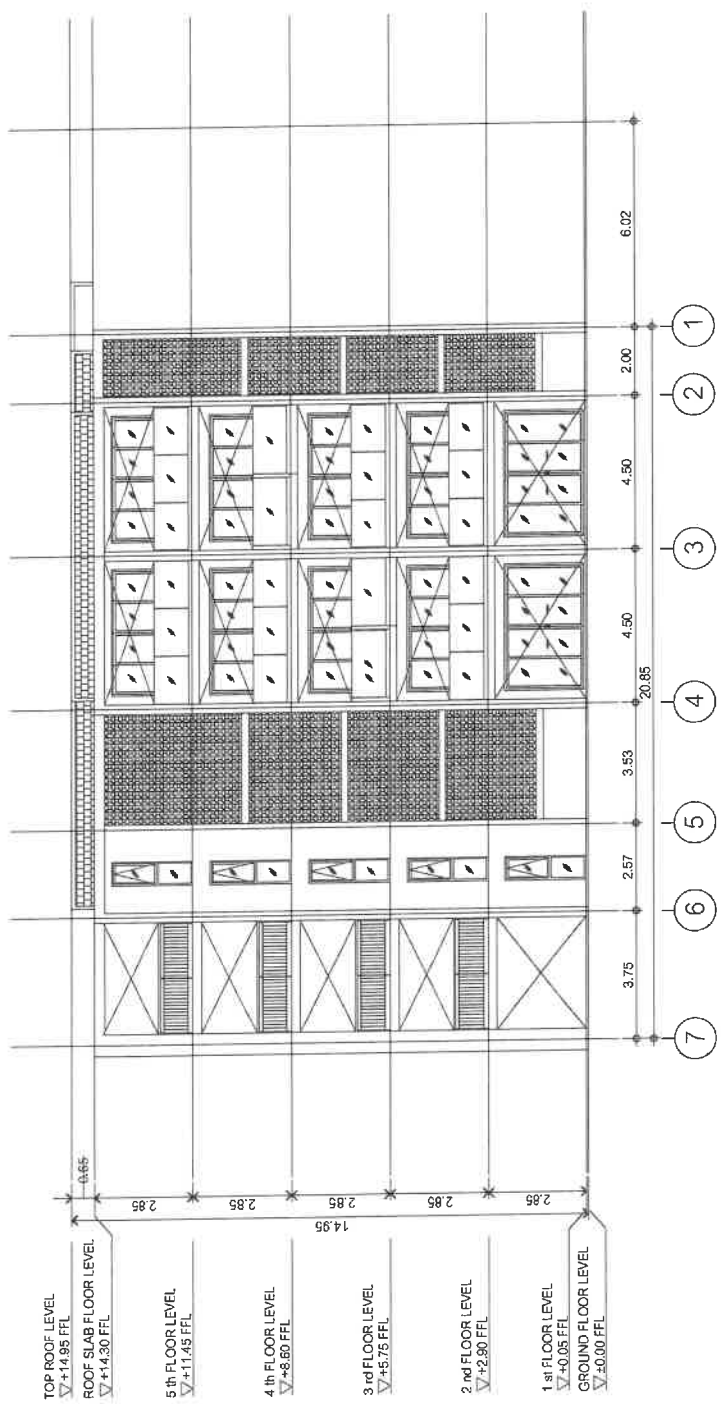 TOP ROOF LEVEL
+14.95 FFL
ROOF SLAB FLOOR LEVEL
+14.30 FFL
5 th FLOOR LEVEL
+11.45 FFL
4 th FLOOR LEVEL
+8.60 FFL
3 rd FLOOR LEVEL
+5.75 FFL
2 nd FLOOR LEVEL
+2.90 FFL
1 st FLOOR LEVEL
+0.05 FFL
GROUND FLOOR LEVEL
±0.00 FFL
0.65
2.85
2.85
2.85
2.85
2.85
14.95
3.75 2.57 3.53 4.50 4.50 2.00 6.02
20.85
7 6 5 4 3 2 1